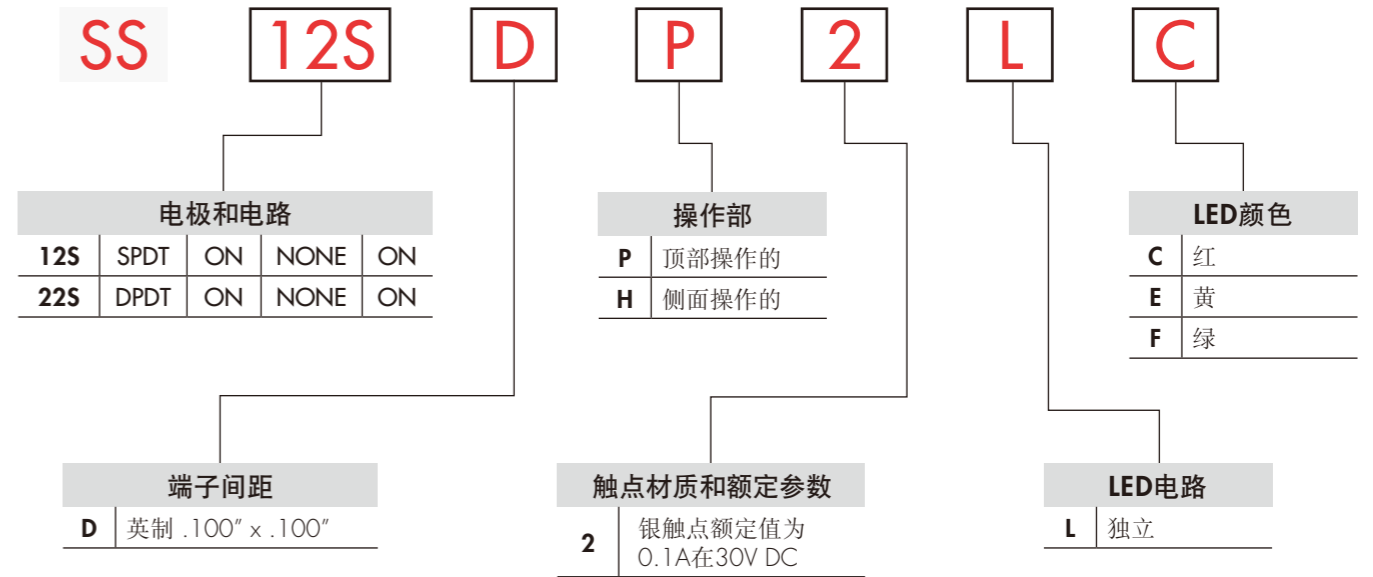 SS 12S D P 2 L C
电极和电路
12S SPDT ON NONE ON
22S DPDT ON NONE ON
操作部
P 顶部操作的
H 侧面操作的
LED颜色
C 红
E 黄
F 绿
端子间距
D 英制 .100" x .100"
触点材质和额定参数
2 银触点额定值为
0.1A在30V DC
LED电路
L 独立